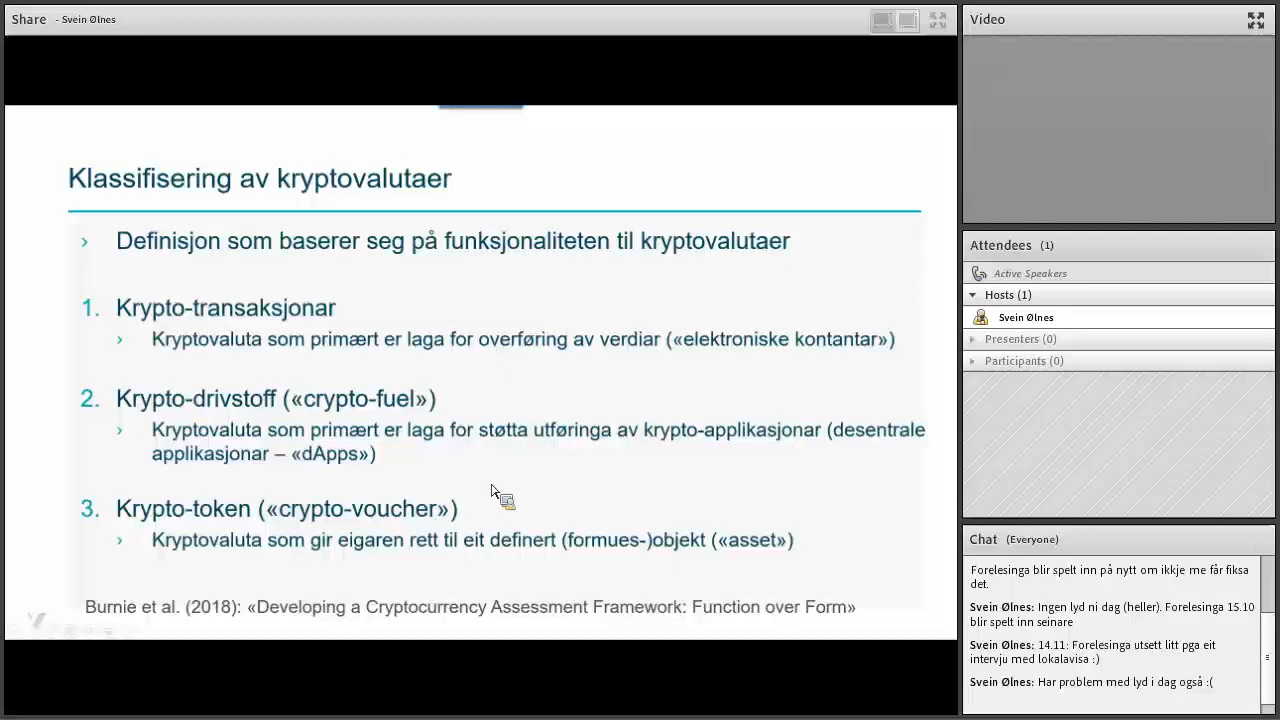 Share - Svein Ølnes
Klassifisering av kryptovalutaer
› Definisjon som baserer seg på funksjonaliteten til kryptovalutaer
1. Krypto-transaksjonar
› Kryptovaluta som primært er laga for overføring av verdiar («elektroniske kontantar»)
2. Krypto-drivstoff («crypto-fuel»)
› Kryptovaluta som primært er laga for støtta utføringa av krypto-applikasjonar (desentrale
applikasjonar – «dApps»)
3. Krypto-token («crypto-voucher»)
› Kryptovaluta som gir eigaren rett til eit definert (formues-)objekt («asset»)
Burnie et al. (2018): «Developing a Cryptocurrency Assessment Framework: Function over Form»
Video
Attendees (1)
Active Speakers
Hosts (1)
Svein Ølnes
Presenters (0)
Participants (0)
Chat (Everyone)
Forelesinga blir spelt inn på nytt om ikkje me får fiksa
det.
Svein Ølnes: Ingen lyd ni dag (heller). Forelesinga 15.10
blir spelt inn seinare
Svein Ølnes: 14.11: Forelesinga utsett litt pga eit
intervju med lokalavisa :)
Svein Ølnes: Har problem med lyd i dag også :(